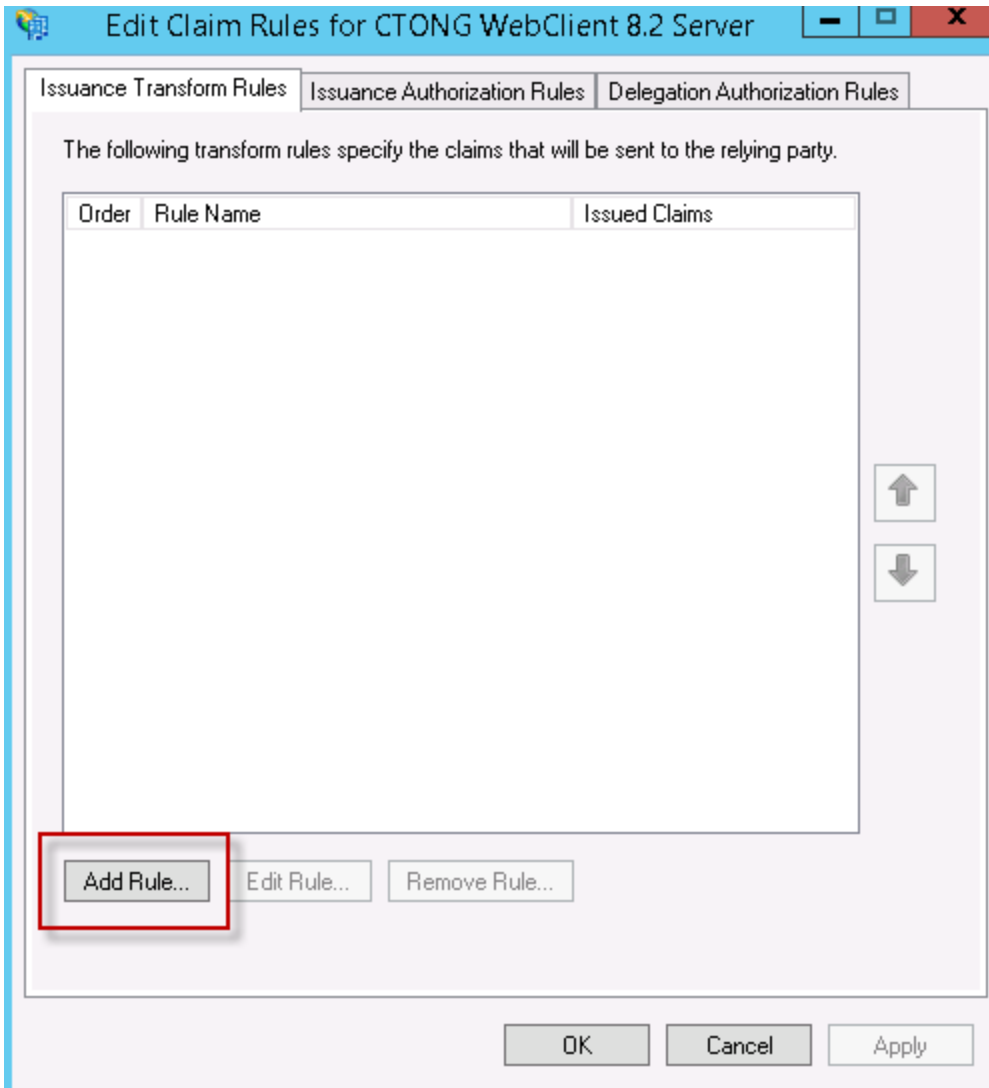 Edit Claim Rules for CTONG WebClient 8.2 Server
Issuance Transform Rules Issuance Authorization Rules Delegation Authorization Rules
The following transform rules specify the claims that will be sent to the relying party.
Order Rule Name Issued Claims
Add Rule... Edit Rule... Remove Rule...
OK Cancel Apply